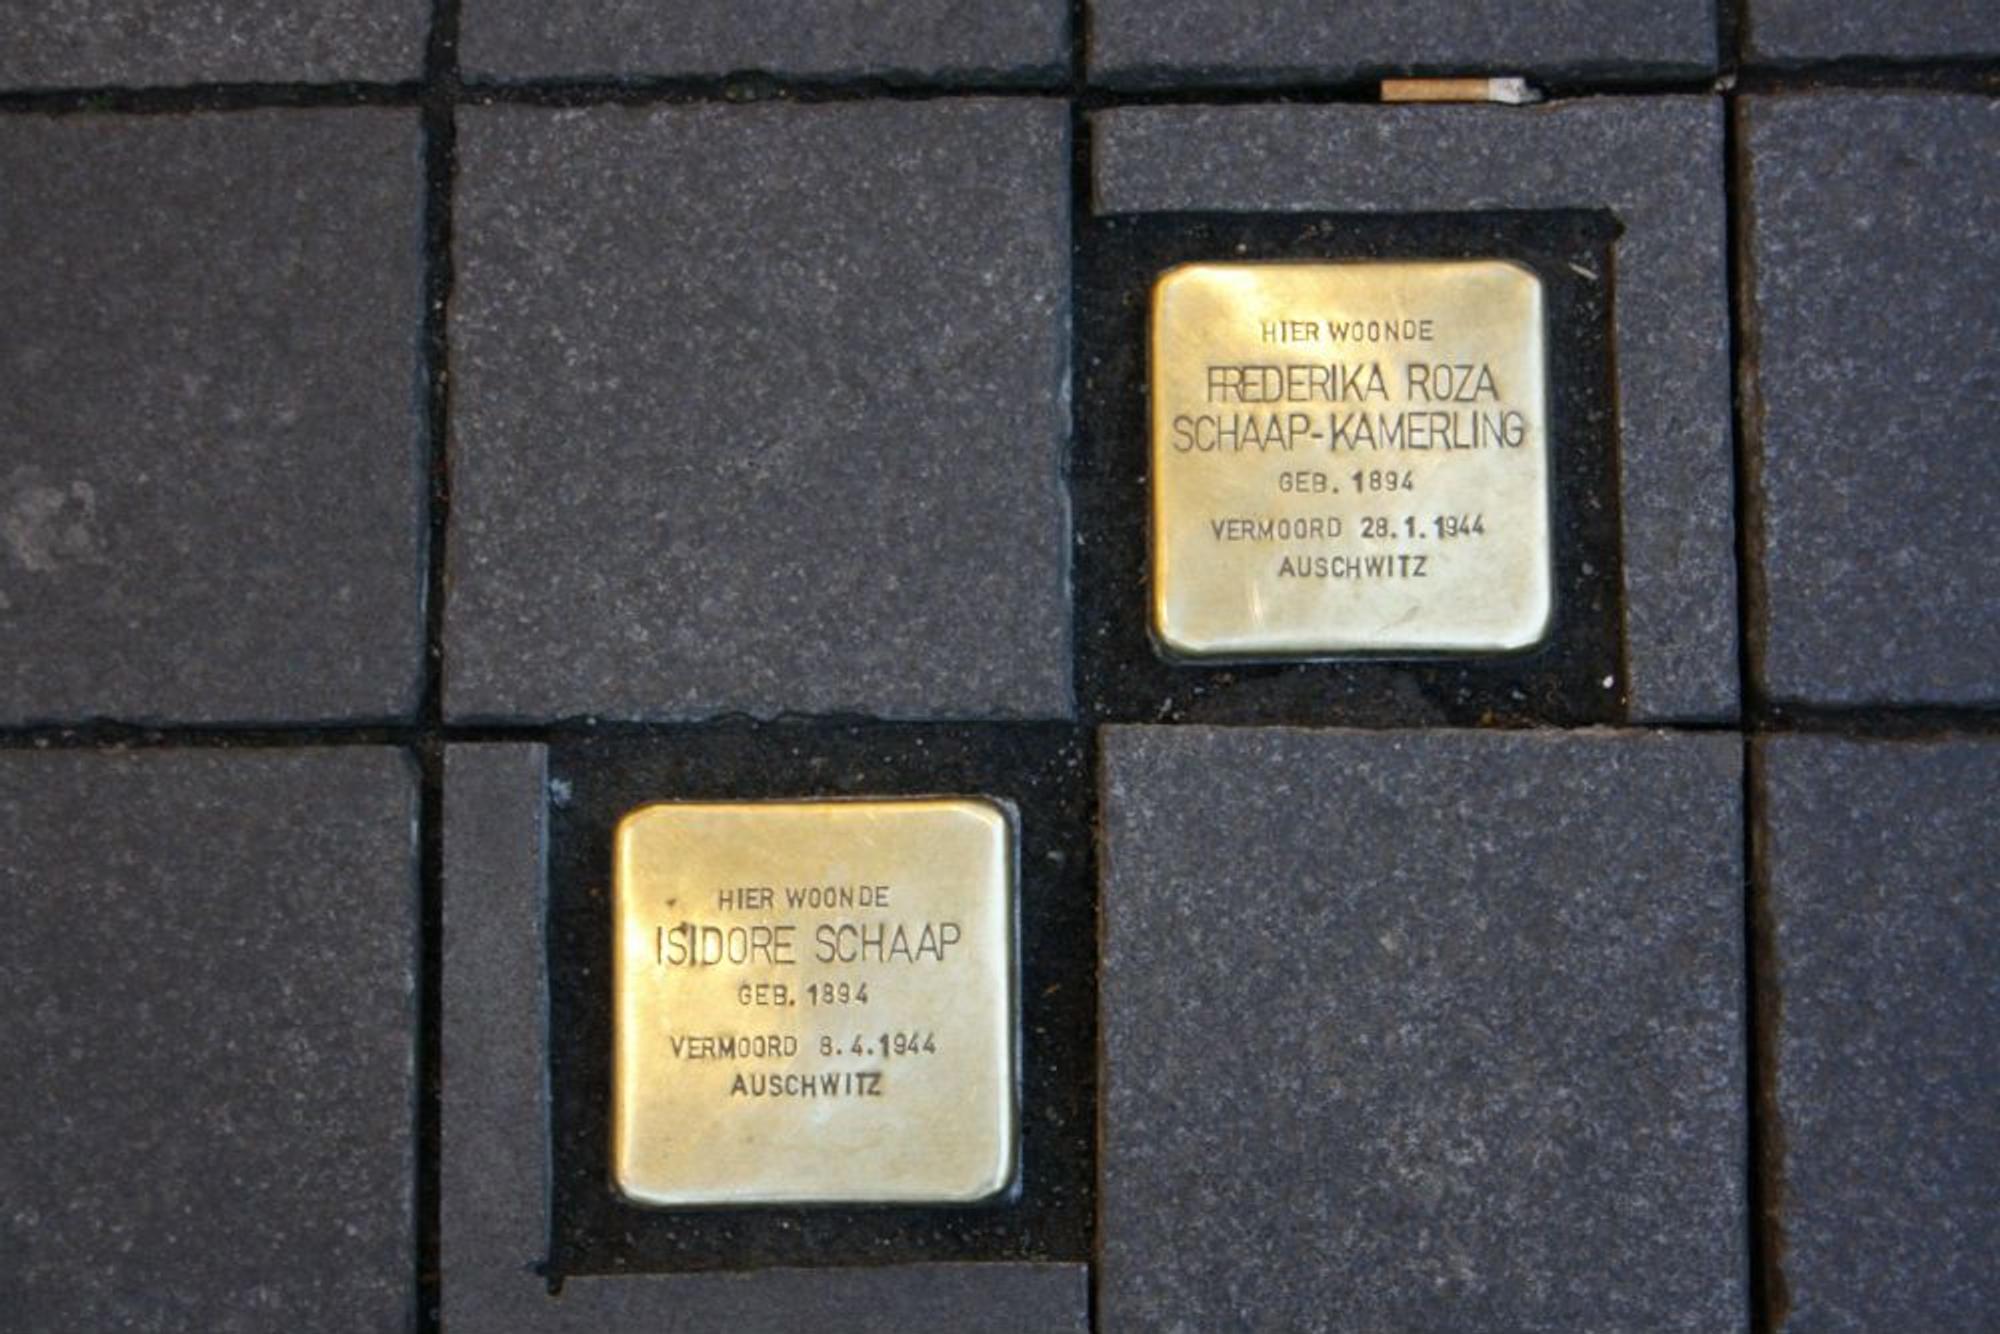 HIER WOONDE
FREDERIKA ROZA
SCHAAP-KAMERLING
GEB. 1894
VERMOORD 28.1.1944
AUSCHWITZ
HIER WOONDE
ISIDORE SCHAAP
GEB. 1894
VERMOORD 8.4.1944
AUSCHWITZ